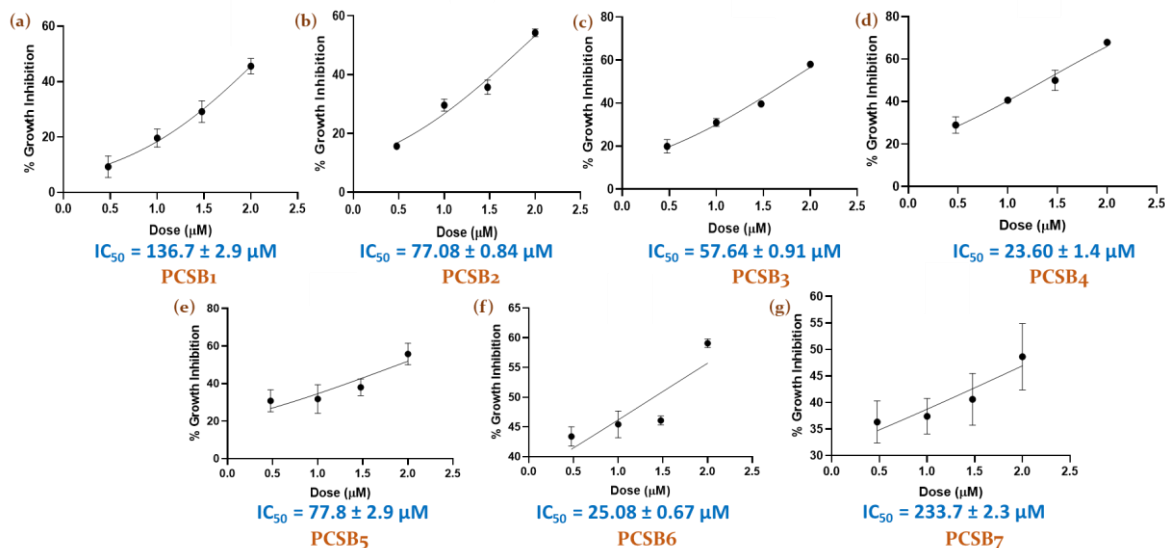 (a)
% Growth Inhibition
60
40
20
0
0.0 0.5 1.0 1.5 2.0 2.5
Dose (µM)
IC50 = 136.7 ± 2.9 µM
PCSB1
(b)
% Growth Inhibition
60
40
20
0
0.0 0.5 1.0 1.5 2.0 2.5
Dose (µM)
IC50 = 77.08 ± 0.84 µM
PCSB2
(c)
% Growth Inhibition
80
60
40
20
0
0.0 0.5 1.0 1.5 2.0 2.5
Dose (µM)
IC50 = 57.64 ± 0.91 µM
PCSB3
(d)
% Growth Inhibition
80
60
40
20
0
0.0 0.5 1.0 1.5 2.0 2.5
Dose (µM)
IC50 = 23.60 ± 1.4 µM
PCSB4
(e)
% Growth Inhibition
80
60
40
20
0
0.0 0.5 1.0 1.5 2.0 2.5
Dose (µM)
IC50 = 77.8 ± 2.9 µM
PCSB5
(f)
% Growth Inhibition
65
60
55
50
45
40
0.0 0.5 1.0 1.5 2.0 2.5
Dose (µM)
IC50 = 25.08 ± 0.67 µM
PCSB6
(g)
% Growth Inhibition
60
55
50
45
40
35
30
0.0 0.5 1.0 1.5 2.0 2.5
Dose (µM)
IC50 = 233.7 ± 2.3 µM
PCSB7